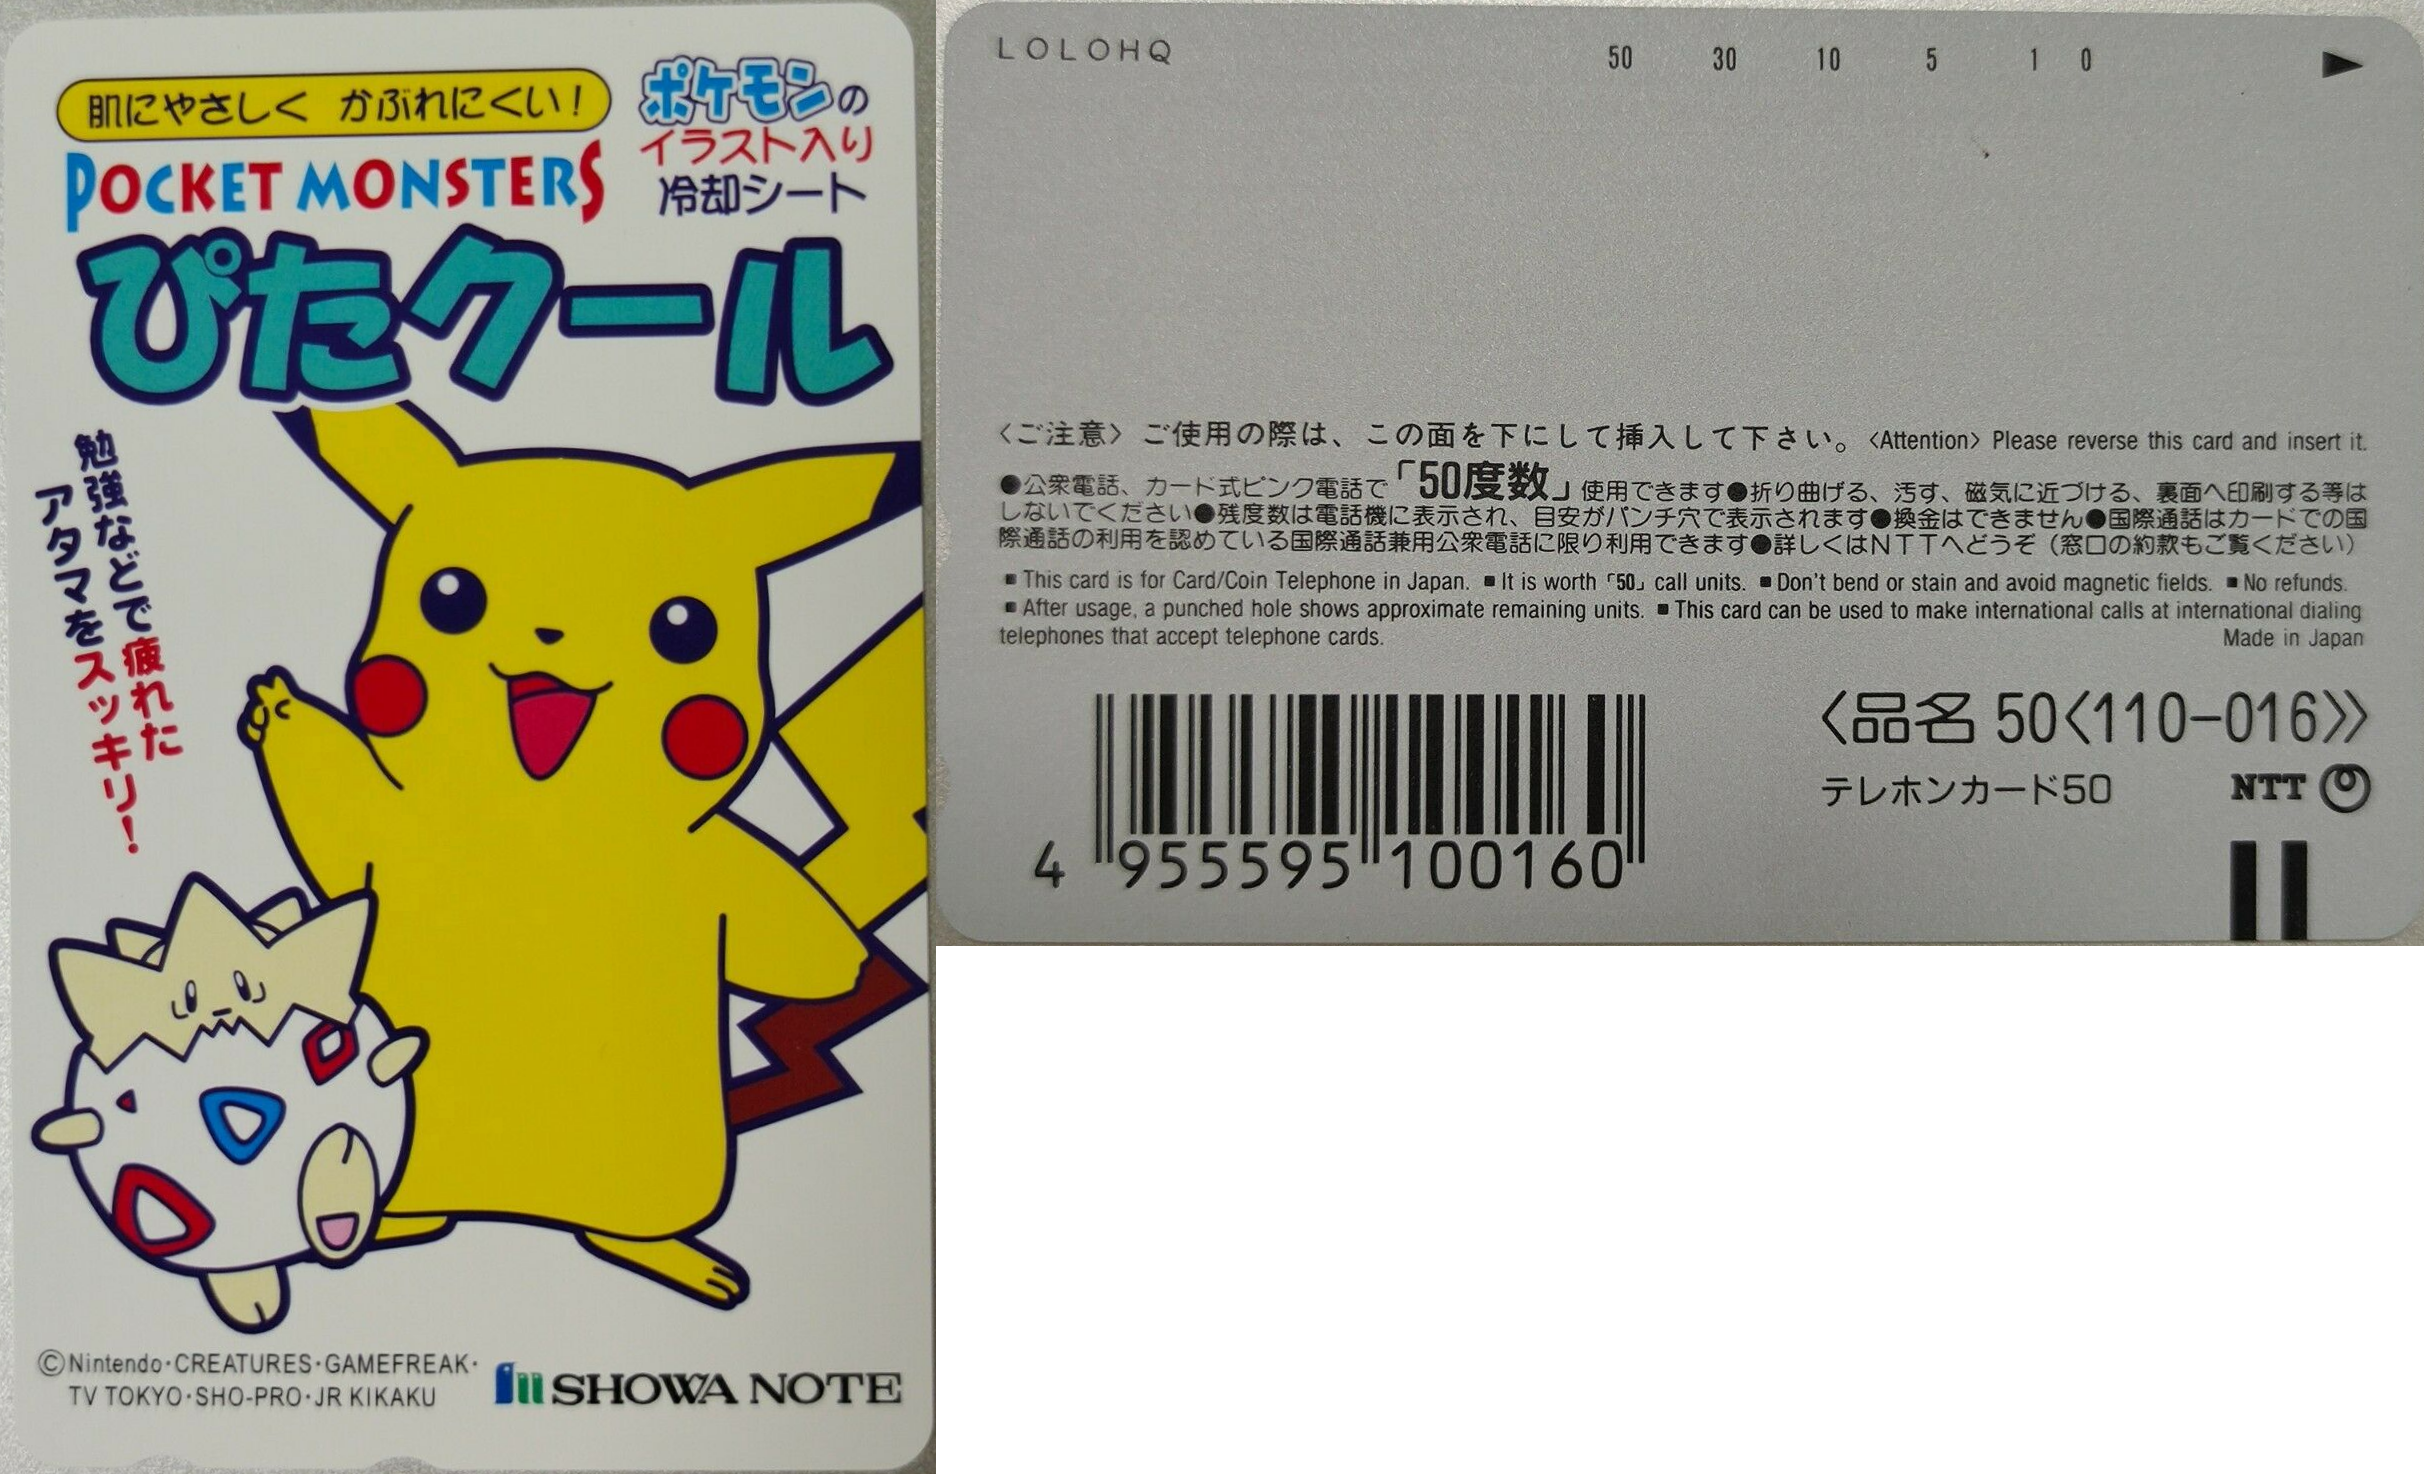 肌にやさしく かぶれにくい!
POCKET MONSTERS
ポケモンの
イラスト入り
冷却シート
ぴたクール
勉強などで疲れた
アタマをスッキリ!
©Nintendo・CREATURES・GAMEFREAK・
TV TOKYO・SHO-PRO・JR KIKAKU
SHOWA NOTE
LOLOHQ
50 30 10 5 1 0
〈ご注意〉ご使用の際は、この面を下にして挿入して下さい。〈Attention〉Please reverse this card and insert it.
●公衆電話、カード式ピンク電話で「50度数」使用できます●折り曲げる、汚す、磁気に近づける、裏面へ印刷する等は
しないでください●残度数は電話機に表示され、目安がパンチ穴で表示されます●換金はできません●国際通話はカードでの国
際通話の利用を認めている国際通話兼用公衆電話に限り利用できます●詳しくはNTTへどうぞ(窓口の約款もご覧ください)
■This card is for Card/Coin Telephone in Japan. ■It is worth「50」call units. ■Don't bend or stain and avoid magnetic fields. ■No refunds.
■After usage, a punched hole shows approximate remaining units. ■This card can be used to make international calls at international dialing
telephones that accept telephone cards.
Made in Japan
〈品名 50〈110-016〉〉
テレホンカード50
NTT
4 955595 100160